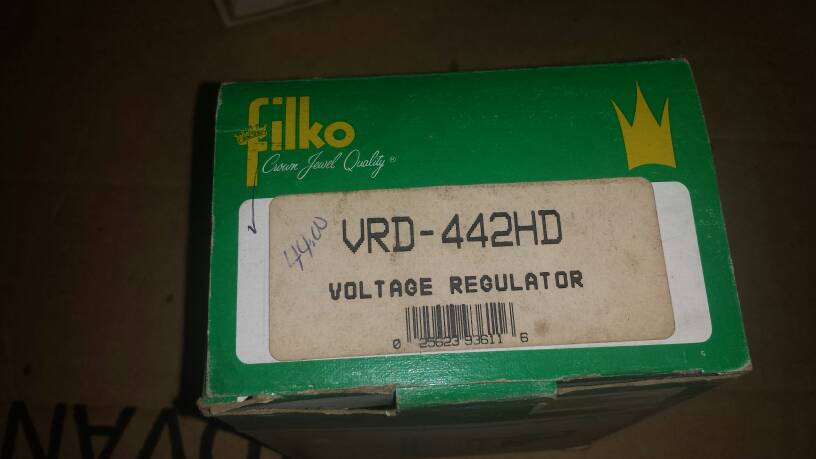 filko
Crown Jewel Quality®
44.00
VRD-442HD
VOLTAGE REGULATOR
0 25623 93611 6